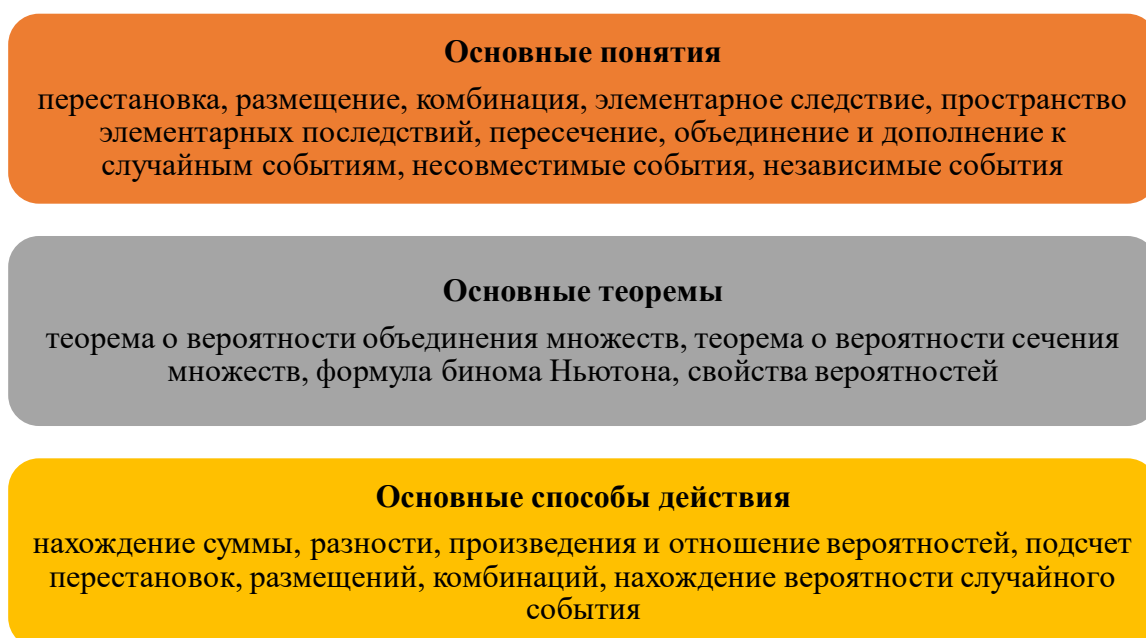 Основные понятия
перестановка, размещение, комбинация, элементарное следствие, пространство
элементарных последствий, пересечение, объединение и дополнение к
случайным событиям, несовместимые события, независимые события
Основные теоремы
теорема о вероятности объединения множеств, теорема о вероятности сечения
множеств, формула бинома Ньютона, свойства вероятностей
Основные способы действия
нахождение суммы, разности, произведения и отношение вероятностей, подсчет
перестановок, размещений, комбинаций, нахождение вероятности случайного
события